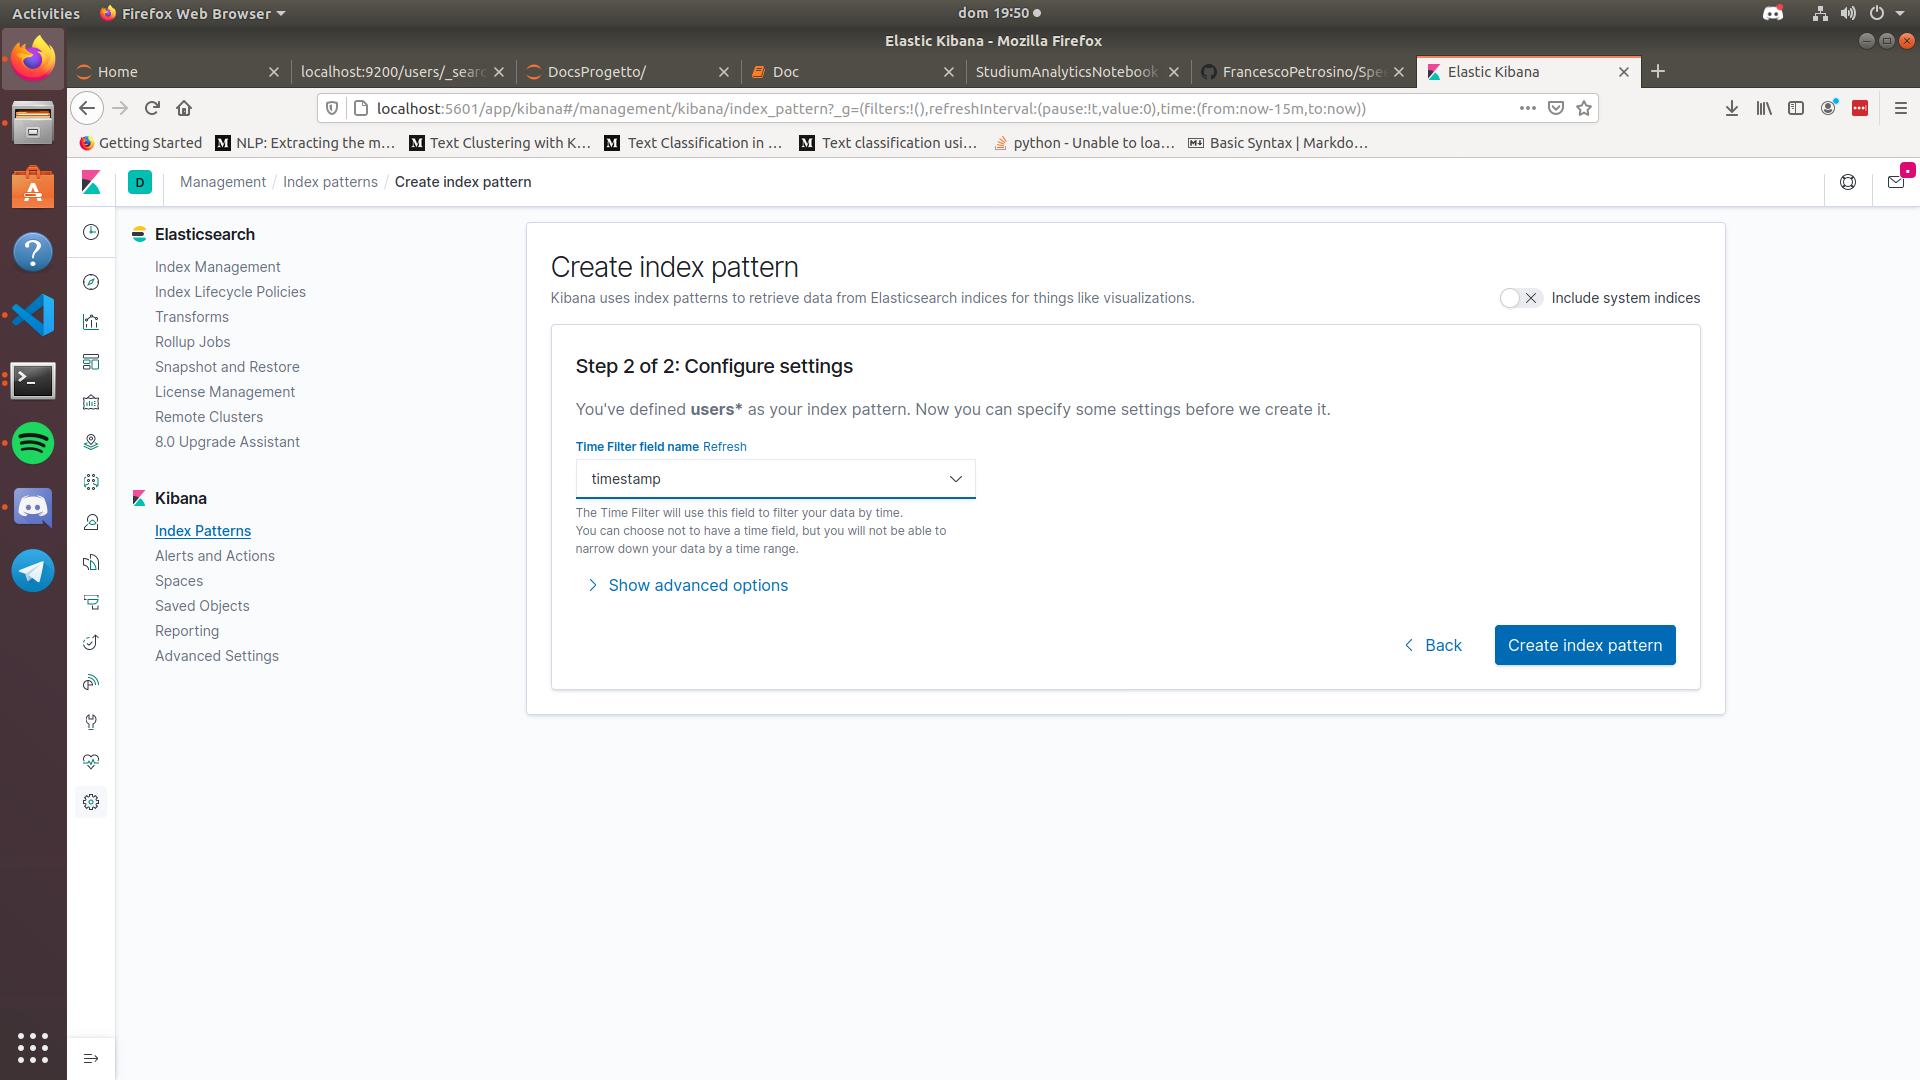 Activities
Firefox Web Browser
dom 19:50
Elastic Kibana - Mozilla Firefox
Home
localhost:9200/users/_searc
DocsProgetto/
Doc
StudiumAnalyticsNotebook
FrancescoPetrosino/Spe
Elastic Kibana
localhost:5601/app/kibana#/management/kibana/index_pattern?_g=(filters:!(),refreshInterval:(pause:!t,value:0),time:(from:now-15m,to:now))
Getting Started
NLP: Extracting the m…
Text Clustering with K…
Text Classification in …
Text classification usi…
python - Unable to loa…
Basic Syntax | Markdo…
D
Management / Index patterns / Create index pattern
Elasticsearch
Index Management
Index Lifecycle Policies
Transforms
Rollup Jobs
Snapshot and Restore
License Management
Remote Clusters
8.0 Upgrade Assistant
Kibana
Index Patterns
Alerts and Actions
Spaces
Saved Objects
Reporting
Advanced Settings
Create index pattern
Kibana uses index patterns to retrieve data from Elasticsearch indices for things like visualizations.
Include system indices
Step 2 of 2: Configure settings
You've defined users* as your index pattern. Now you can specify some settings before we create it.
Time Filter field name Refresh
timestamp
The Time Filter will use this field to filter your data by time.
You can choose not to have a time field, but you will not be able to
narrow down your data by a time range.
Show advanced options
Back
Create index pattern